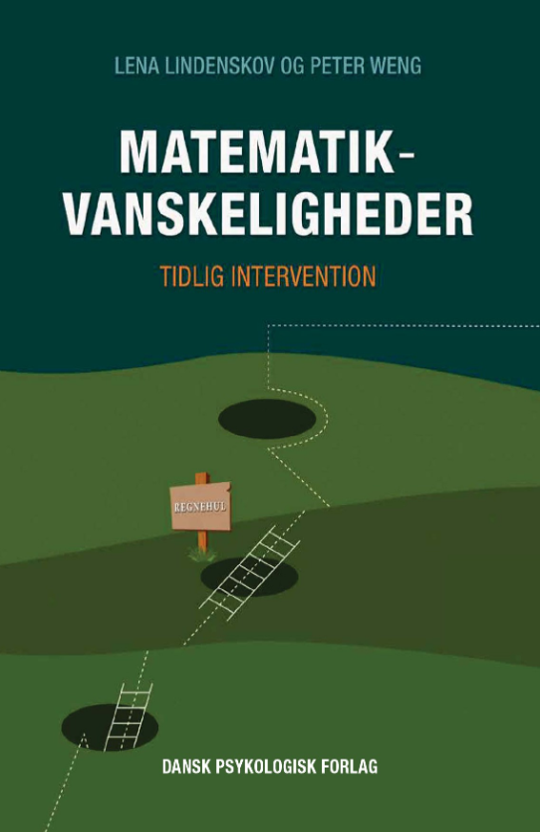 LENA LINDENSKOV OG PETER WENG
MATEMATIK-
VANSKELIGHEDER
TIDLIG INTERVENTION
REGNEHUL
DANSK PSYKOLOGISK FORLAG